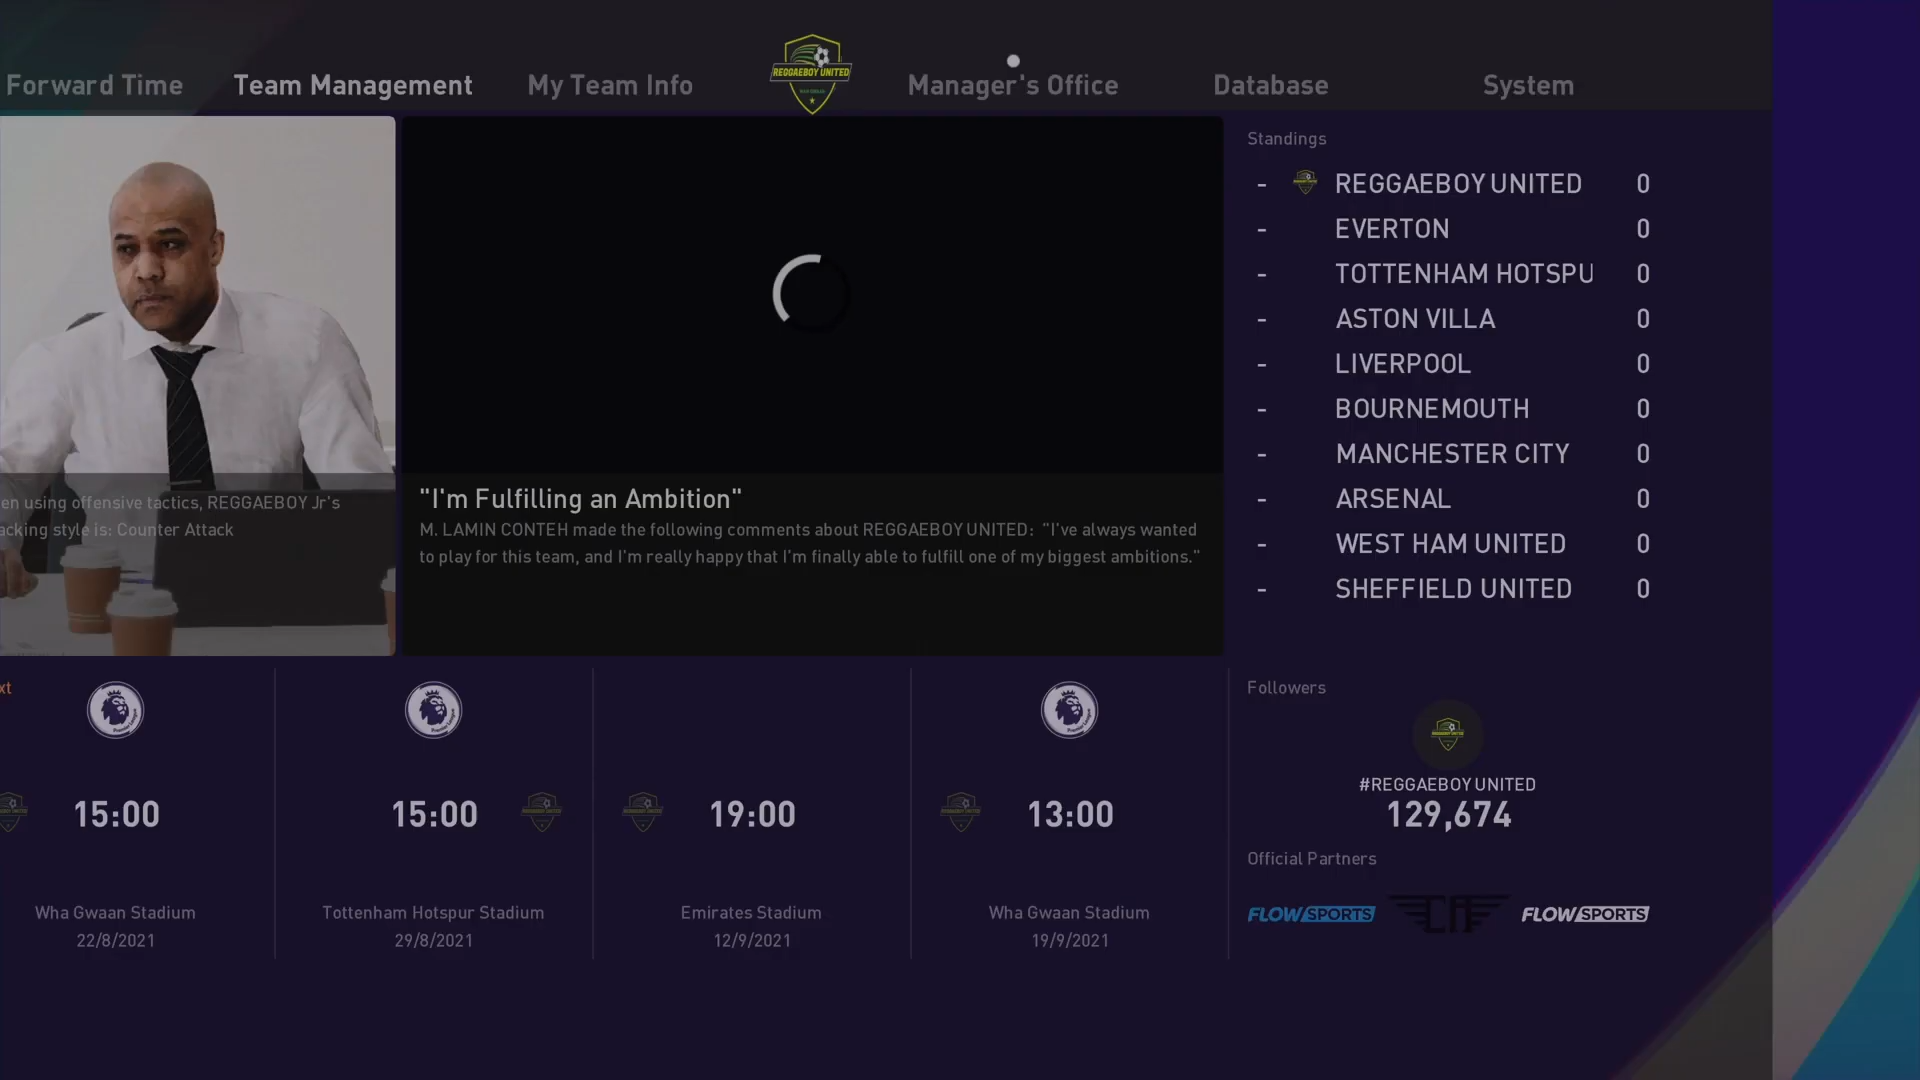 Forward Time
Team Management
My Team Info
REGGAEBOY UNITED
Manager's Office
Database
System
en using offensive tactics, REGGAEBOY Jr's
acking style is: Counter Attack
"I'm Fulfilling an Ambition"
M. LAMIN CONTEH made the following comments about REGGAEBOY UNITED: "I've always wanted
to play for this team, and I'm really happy that I'm finally able to fulfill one of my biggest ambitions."
Standings
- REGGAEBOY UNITED 0
- EVERTON 0
- TOTTENHAM HOTSPU 0
- ASTON VILLA 0
- LIVERPOOL 0
- BOURNEMOUTH 0
- MANCHESTER CITY 0
- ARSENAL 0
- WEST HAM UNITED 0
- SHEFFIELD UNITED 0
xt
15:00
Wha Gwaan Stadium
22/8/2021
15:00
Tottenham Hotspur Stadium
29/8/2021
19:00
Emirates Stadium
12/9/2021
13:00
Wha Gwaan Stadium
19/9/2021
Followers
#REGGAEBOY UNITED
129,674
Official Partners
FLOW SPORTS
FLOW SPORTS